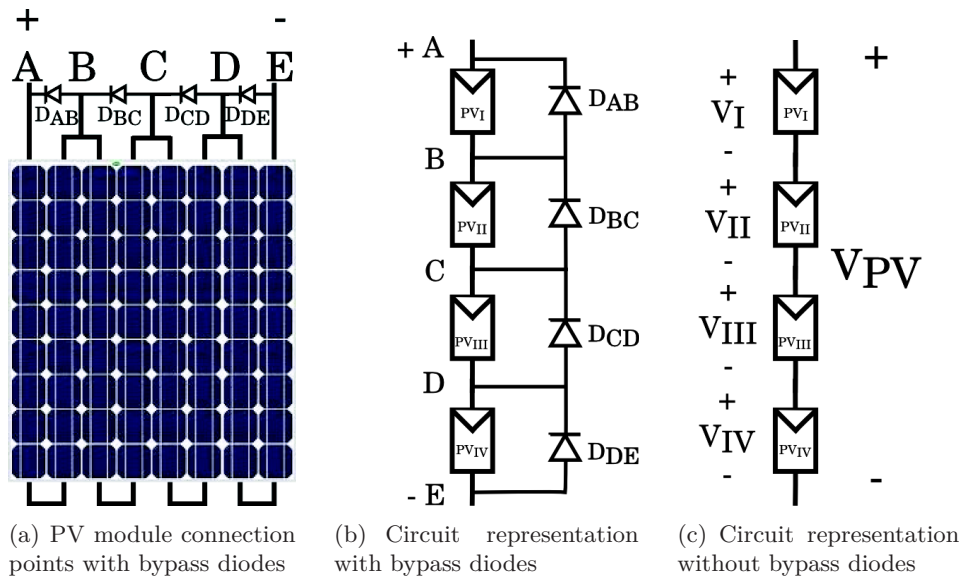 + -
A B C D E
DAB DBC DCD DDE
(a) PV module connection
points with bypass diodes
+ A
PVI
DAB
B
PVII
DBC
C
PVIII
DCD
D
PVIV
DDE
- E
(b) Circuit representation
with bypass diodes
+
+
VI
PVI
-
+
VII
PVII
-
VPV
+
VIII
PVIII
-
+
VIV
PVIV
-
-
(c) Circuit representation
without bypass diodes